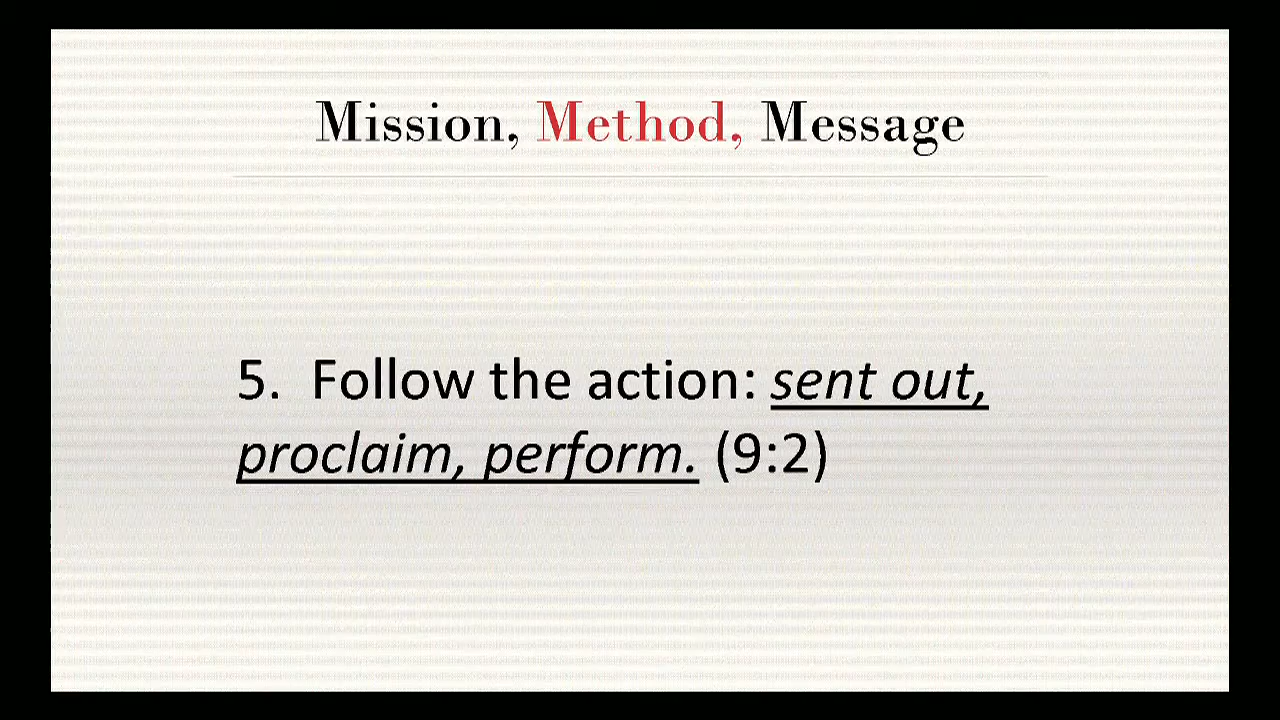 Mission, Method, Message
5. Follow the action: sent out,
proclaim, perform. (9:2)